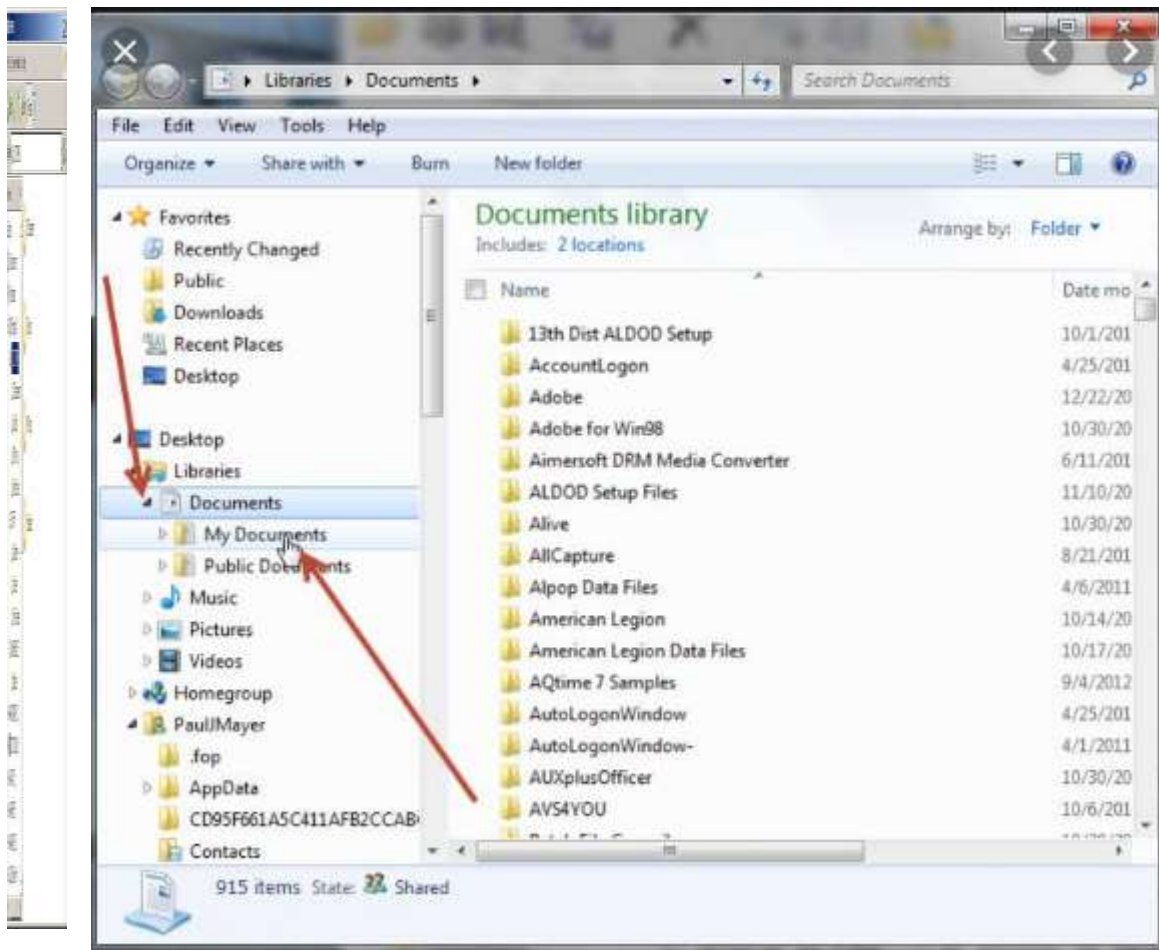 Libraries Documents Search Documents
File Edit View Tools Help
Organize Share with Burn New folder
Favorites
Recently Changed
Public
Downloads
Recent Places
Desktop
Desktop
Libraries
Documents
My Documents
Public Documents
Music
Pictures
Videos
Homegroup
PaulJMayer
.fop
AppData
CD95F661A5C411AFB2CCAB
Contacts
Documents library
Includes: 2 locations
Arrange by: Folder
Name Date mo
13th Dist ALDOD Setup 10/1/201
AccountLogon 4/25/201
Adobe 12/22/20
Adobe for Win98 10/30/20
Aimersoft DRM Media Converter 6/11/201
ALDOD Setup Files 11/10/20
Alive 10/30/20
AllCapture 8/21/201
Alpop Data Files 4/6/2011
American Legion 10/14/20
American Legion Data Files 10/17/20
AQtime 7 Samples 9/4/2012
AutoLogonWindow 4/25/201
AutoLogonWindow- 4/1/2011
AUXplusOfficer 10/30/20
AVS4YOU 10/6/201
915 items State: Shared